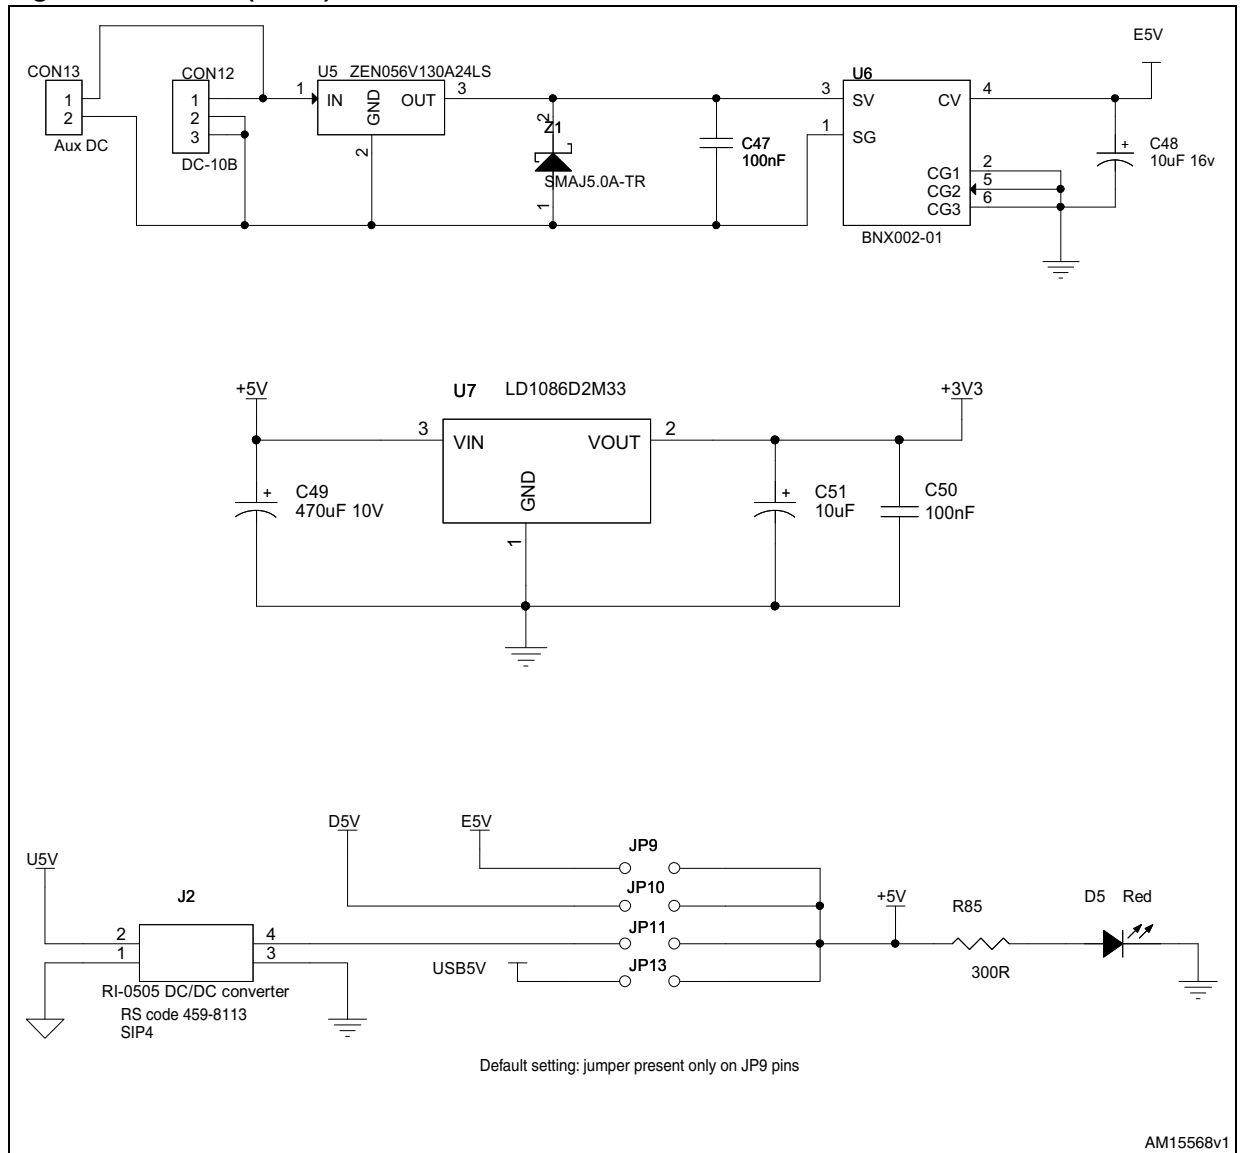 E5V
CON13
1
2
Aux DC
CON12
1
2
3
DC-10B
U5 ZEN056V130A24LS
1
IN
GND
OUT
3
2
2
Z1
SMAJ5.0A-TR
1
C47
100nF
U6
3
SV
CV
4
1
SG
CG1
2
CG2
5
CG3
6
BNX002-01
+
C48
10uF 16v
+5V
U7 LD1086D2M33
+3V3
3
VIN
VOUT
2
GND
1
+
C49
470uF 10V
+
C51
10uF
C50
100nF
D5V
E5V
U5V
J2
2
1
4
3
RI-0505 DC/DC converter
RS code 459-8113
SIP4
JP9
JP10
JP11
JP13
USB5V
+5V
R85
300R
D5 Red
Default setting: jumper present only on JP9 pins
AM15568v1